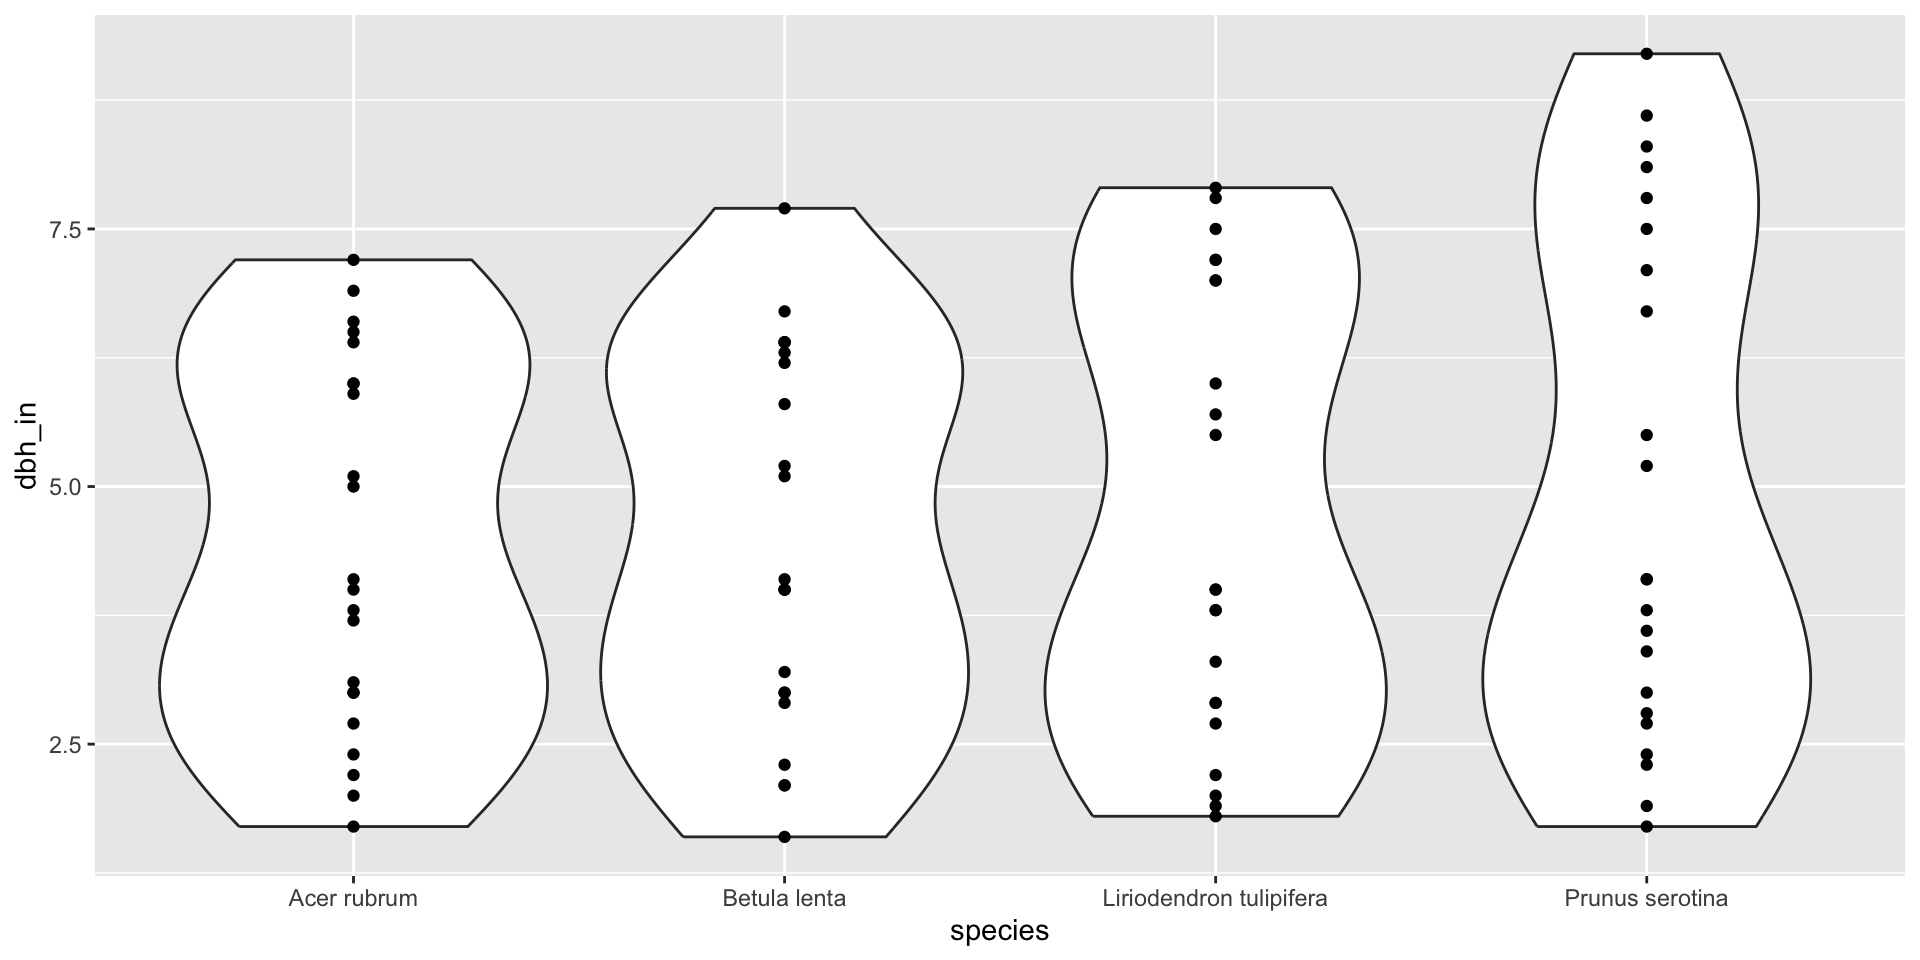 dbh_in
7.5
5.0
2.5
Acer rubrum
Betula lenta
Liriodendron tulipifera
Prunus serotina
species